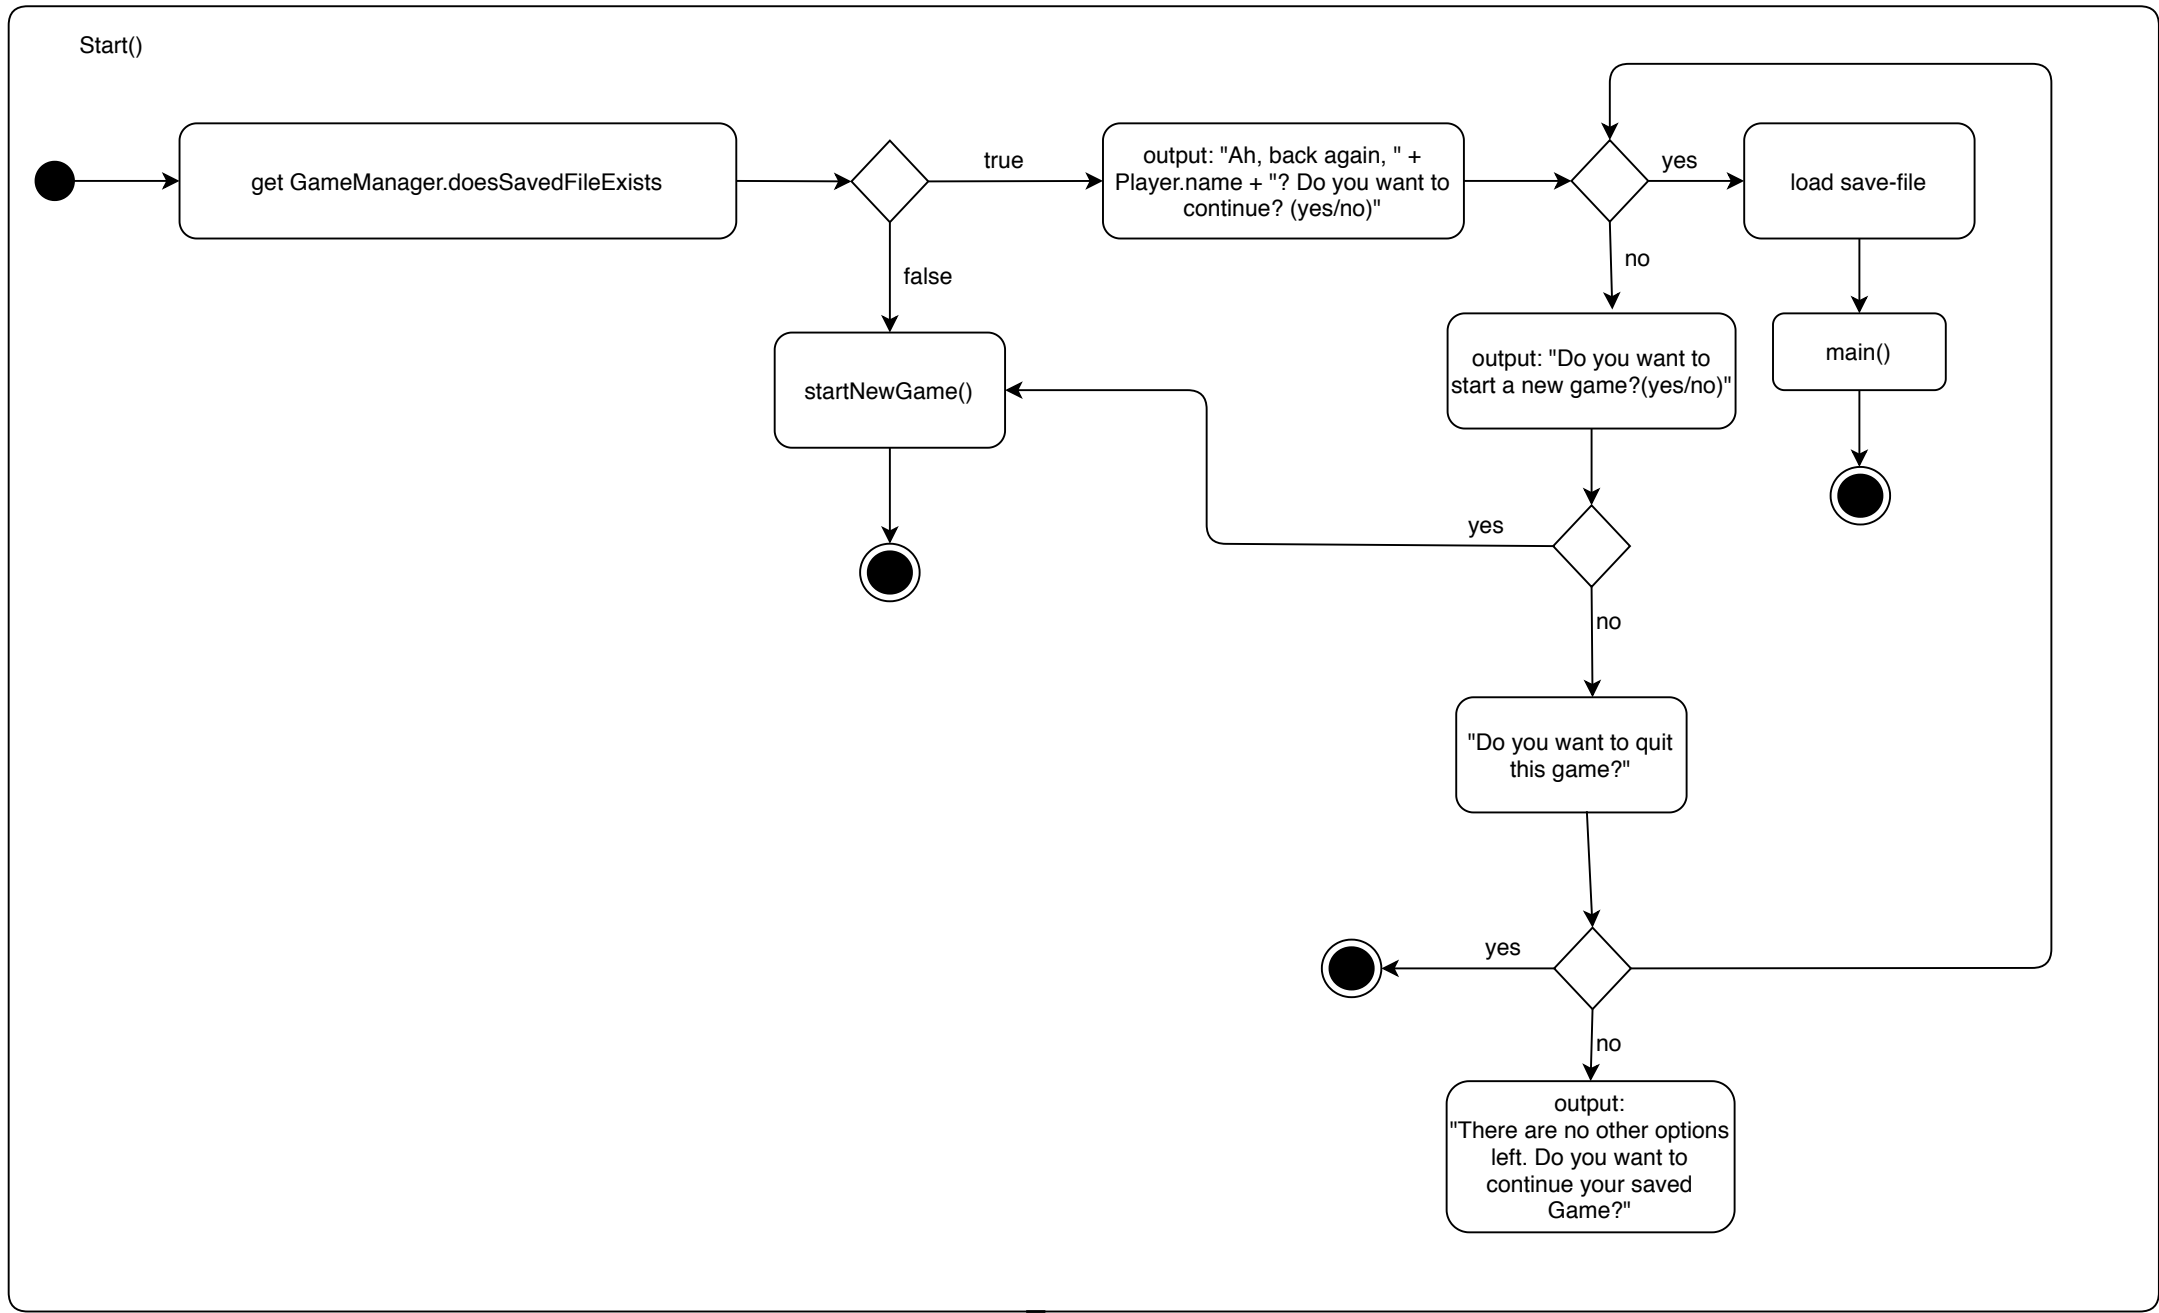 Start()
get GameManager.doesSavedFileExists
true
output: "Ah, back again, " +
Player.name + "? Do you want to
continue? (yes/no)"
yes
load save-file
false
no
startNewGame()
output: "Do you want to
start a new game?(yes/no)"
main()
yes
no
"Do you want to quit
this game?"
yes
no
output:
"There are no other options
left. Do you want to
continue your saved
Game?"